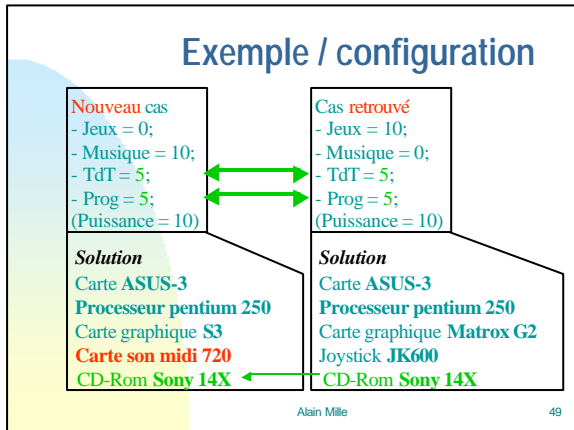 Exemple / configuration
Nouveau cas
- Jeux = 0;
- Musique = 10;
- TdT = 5;
- Prog = 5;
(Puissance = 10)
Solution
Carte ASUS-3
Processeur pentium 250
Carte graphique S3
Carte son midi 720
CD-Rom Sony 14X
Cas retrouvé
- Jeux = 10;
- Musique = 0;
- TdT = 5;
- Prog = 5;
(Puissance = 10)
Solution
Carte ASUS-3
Processeur pentium 250
Carte graphique Matrox G2
Joystick JK600
CD-Rom Sony 14X
Alain Mille
49